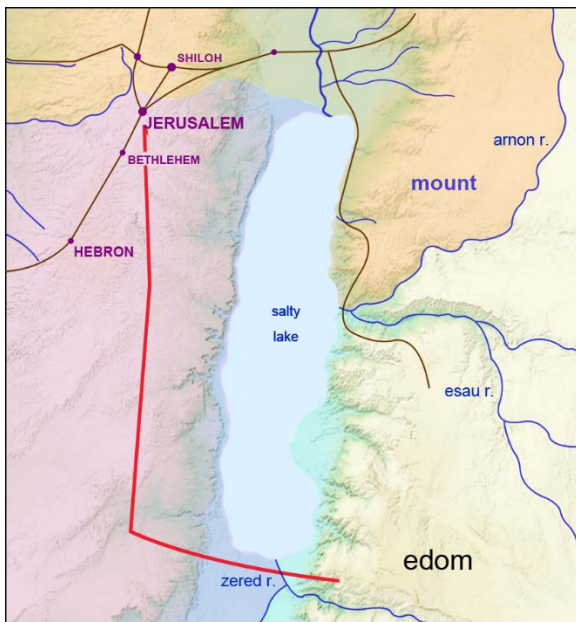 SHILOH
JERUSALEM
arnon r.
BETHLEHEM
mount
HEBRON
salty
lake
esau r.
edom
zered r.